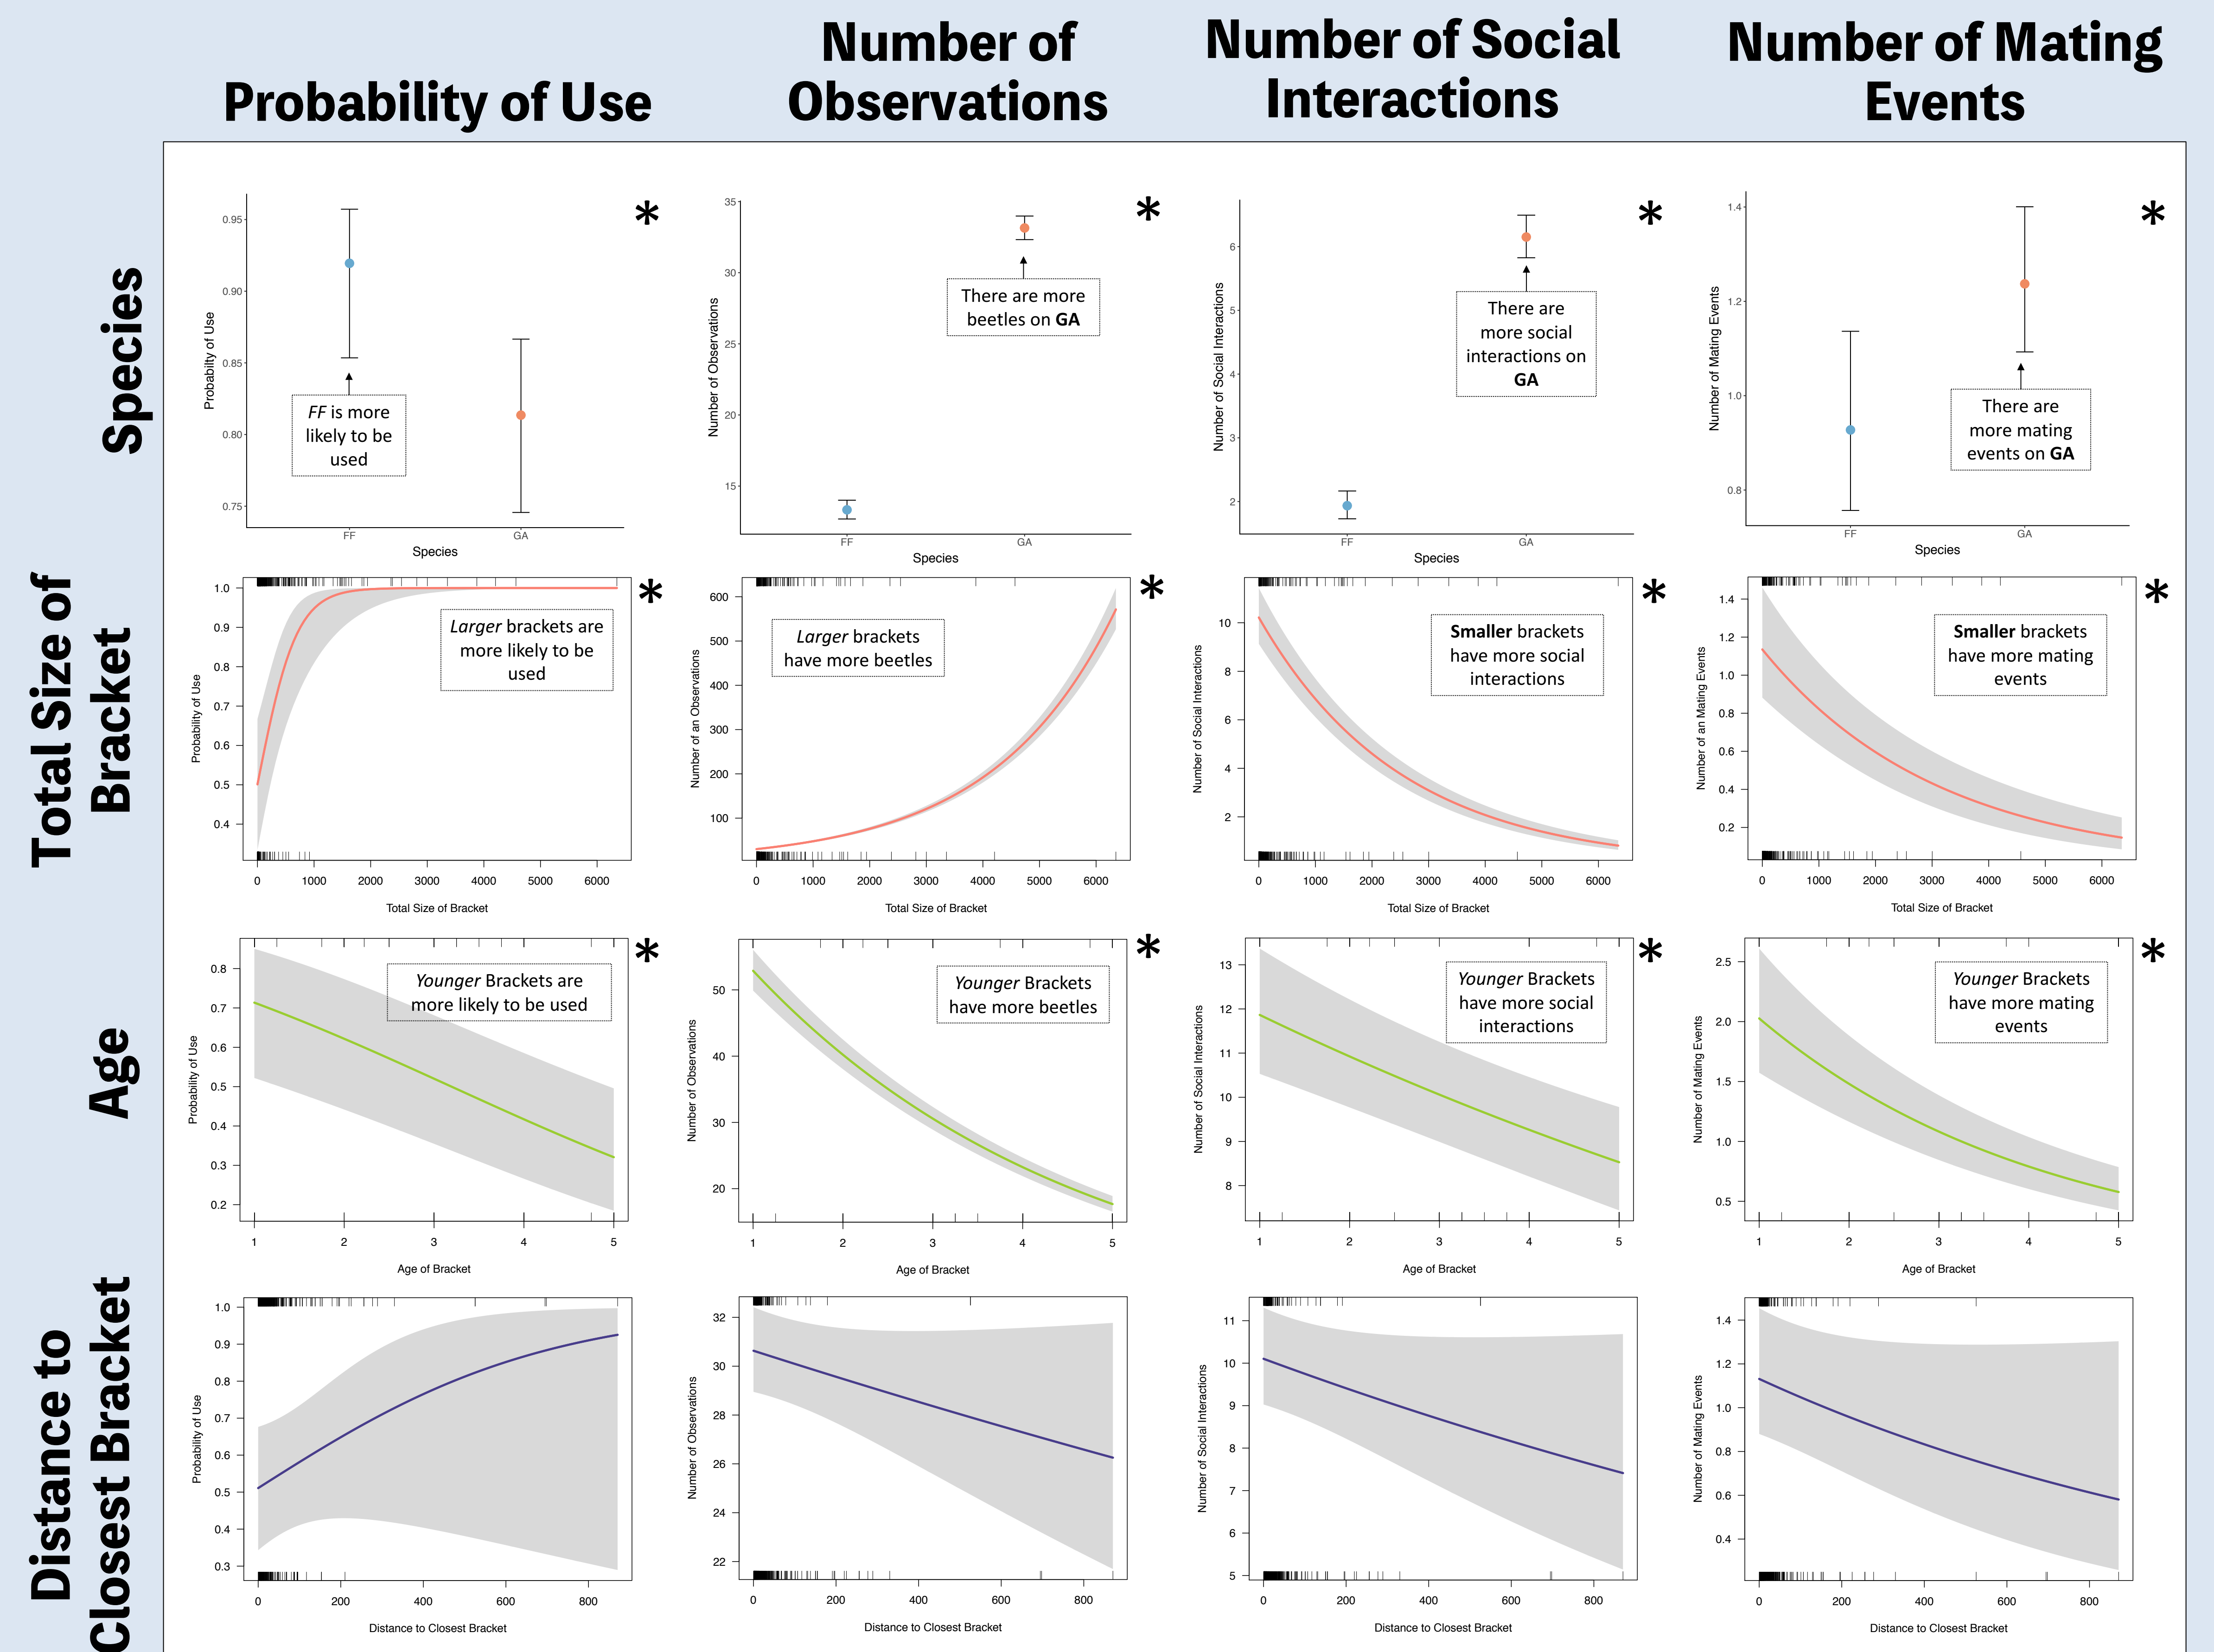 Probability of Use
Number of
Observations
Number of Social
Interactions
Number of Mating
Events
Species
*
0.95
0.90
0.85
0.80
0.75
Probabilty of Use
FF is more
likely to be
used
FF
GA
Species
*
35
30
25
20
15
Number of Observations
There are more
beetles on GA
FF
GA
Species
*
6
5
4
3
2
Number of Social Interactions
There are
more social
interactions on
GA
FF
GA
Species
*
1.4
1.2
1.0
0.8
Number of Mating Events
There are
more mating
events on GA
FF
GA
Species
Total Size of
Bracket
*
1.0
0.9
0.8
0.7
0.6
0.5
0.4
Probability of Use
Larger brackets are
more likely to be
used
0 1000 2000 3000 4000 5000 6000
Total Size of Bracket
*
600
500
400
300
200
100
Number of an Observations
Larger brackets
have more beetles
0 1000 2000 3000 4000 5000 6000
Total Size of Bracket
*
10
8
6
4
2
Number of Social Interactions
Smaller brackets
have more social
interactions
0 1000 2000 3000 4000 5000 6000
Total Size of Bracket
*
1.4
1.2
1.0
0.8
0.6
0.4
0.2
Number of an Mating Events
Smaller brackets
have more mating
events
0 1000 2000 3000 4000 5000 6000
Total Size of Bracket
Age
*
0.8
0.7
0.6
0.5
0.4
0.3
0.2
Probability of Use
Younger Brackets are
more likely to be used
1 2 3 4 5
Age of Bracket
*
50
40
30
20
Number of Observations
Younger Brackets
have more beetles
1 2 3 4 5
Age of Bracket
*
13
12
11
10
9
8
Number of Social Interactions
Younger Brackets
have more social
interactions
1 2 3 4 5
Age of Bracket
*
2.5
2.0
1.5
1.0
0.5
Number of Mating Events
Younger Brackets
have more mating
events
1 2 3 4 5
Age of Bracket
Distance to
Closest Bracket
1.0
0.9
0.8
0.7
0.6
0.5
0.4
0.3
Probability of Use
0 200 400 600 800
Distance to Closest Bracket
32
30
28
26
24
22
Number of Observations
0 200 400 600 800
Distance to Closest Bracket
11
10
9
8
7
6
5
Number of Social Interactions
0 200 400 600 800
Distance to Closest Bracket
1.4
1.2
1.0
0.8
0.6
0.4
Number of Mating Events
0 200 400 600 800
Distance to Closest Bracket